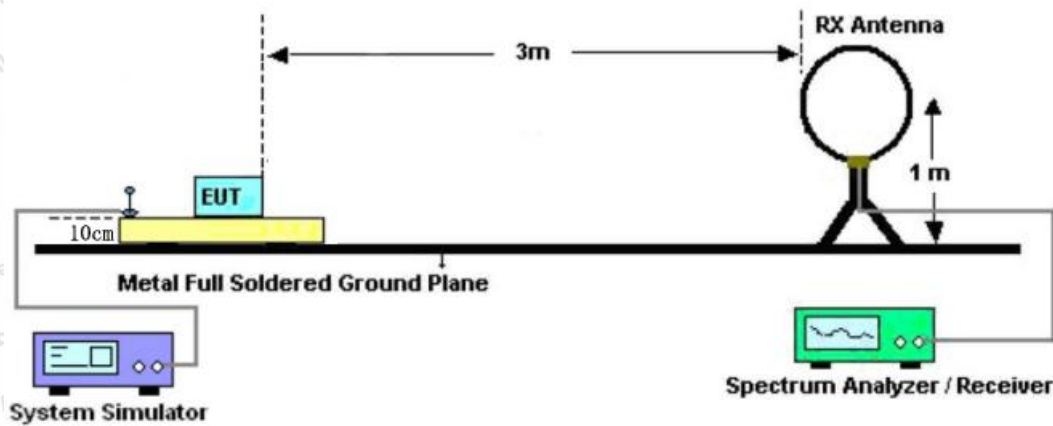 RX Antenna
3m
1 m
EUT
10cm
Metal Full Soldered Ground Plane
System Simulator
Spectrum Analyzer / Receiver